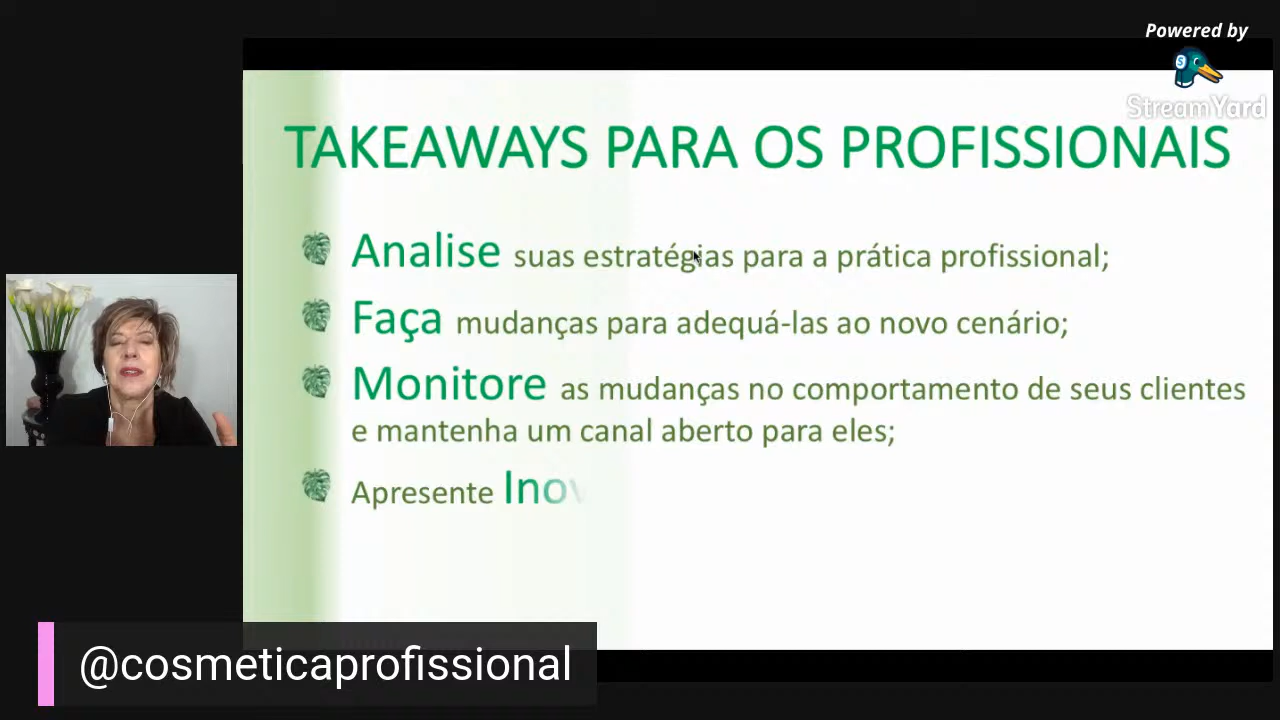 Powered by
StreamYard
TAKEAWAYS PARA OS PROFISSIONAIS
Analise suas estratégias para a prática profissional;
Faça mudanças para adequá-las ao novo cenário;
Monitore as mudanças no comportamento de seus clientes
e mantenha um canal aberto para eles;
Apresente
@cosmeticaprofissional